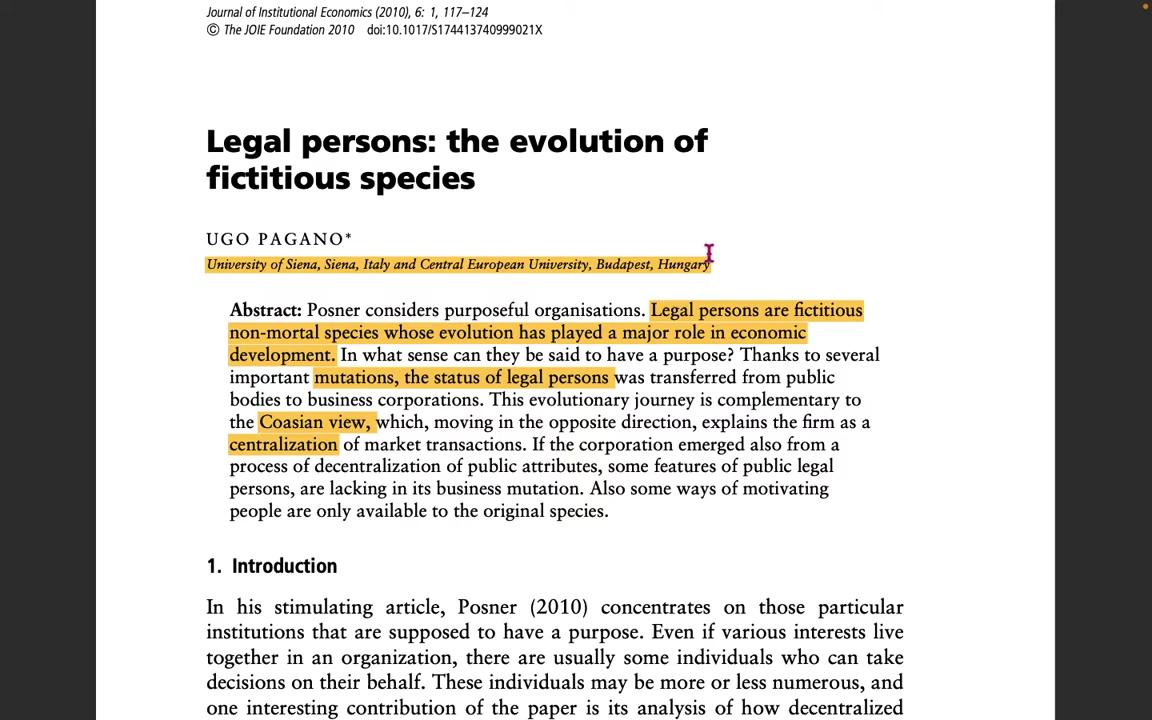 Journal of Institutional Economics (2010), 6: 1, 117–124
© The JOIE Foundation 2010 doi:10.1017/S174413740999021X
Legal persons: the evolution of
fictitious species
UGO PAGANO*
University of Siena, Siena, Italy and Central European University, Budapest, Hungary
Abstract: Posner considers purposeful organisations. Legal persons are fictitious
non-mortal species whose evolution has played a major role in economic
development. In what sense can they be said to have a purpose? Thanks to several
important mutations, the status of legal persons was transferred from public
bodies to business corporations. This evolutionary journey is complementary to
the Coasian view, which, moving in the opposite direction, explains the firm as a
centralization of market transactions. If the corporation emerged also from a
process of decentralization of public attributes, some features of public legal
persons, are lacking in its business mutation. Also some ways of motivating
people are only available to the original species.
1. Introduction
In his stimulating article, Posner (2010) concentrates on those particular
institutions that are supposed to have a purpose. Even if various interests live
together in an organization, there are usually some individuals who can take
decisions on their behalf. These individuals may be more or less numerous, and
one interesting contribution of the paper is its analysis of how decentralized